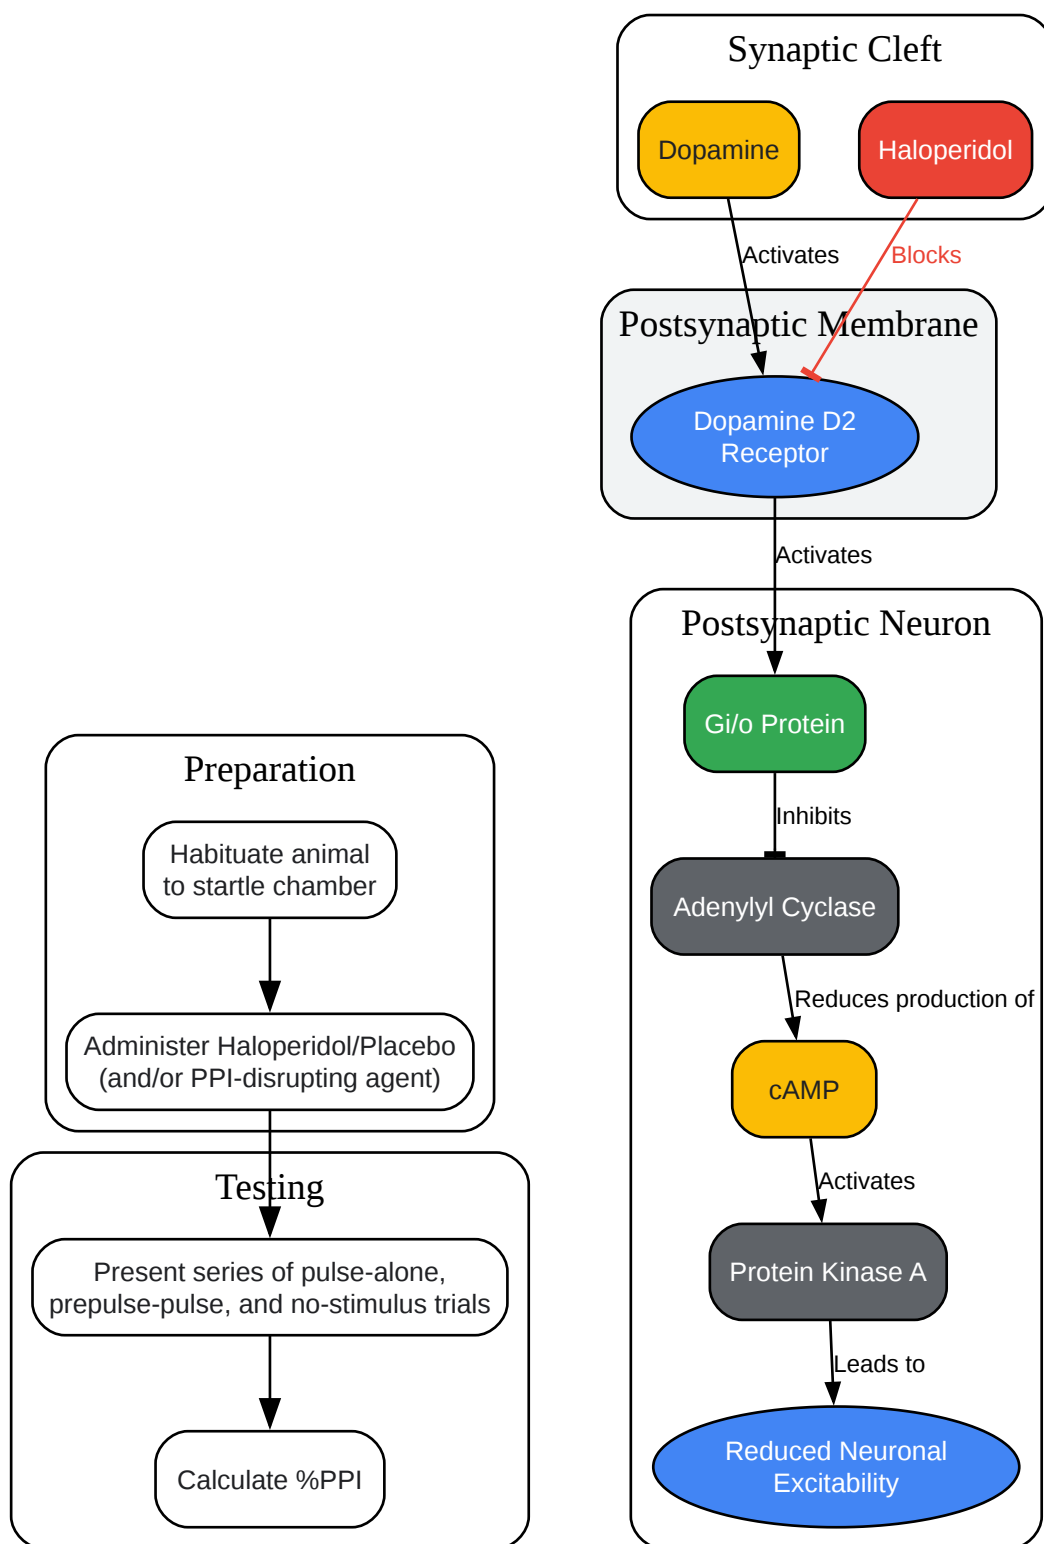 Synaptic Cleft
Dopamine
Haloperidol
Activates
Blocks
Postsynaptic Membrane
Dopamine D2
Receptor
Activates
Postsynaptic Neuron
Gi/o Protein
Inhibits
Adenylyl Cyclase
Reduces production of
cAMP
Activates
Protein Kinase A
Leads to
Reduced Neuronal
Excitability
Preparation
Habituate animal
to startle chamber
Administer Haloperidol/Placebo
(and/or PPI-disrupting agent)
Testing
Present series of pulse-alone,
prepulse-pulse, and no-stimulus trials
Calculate %PPI